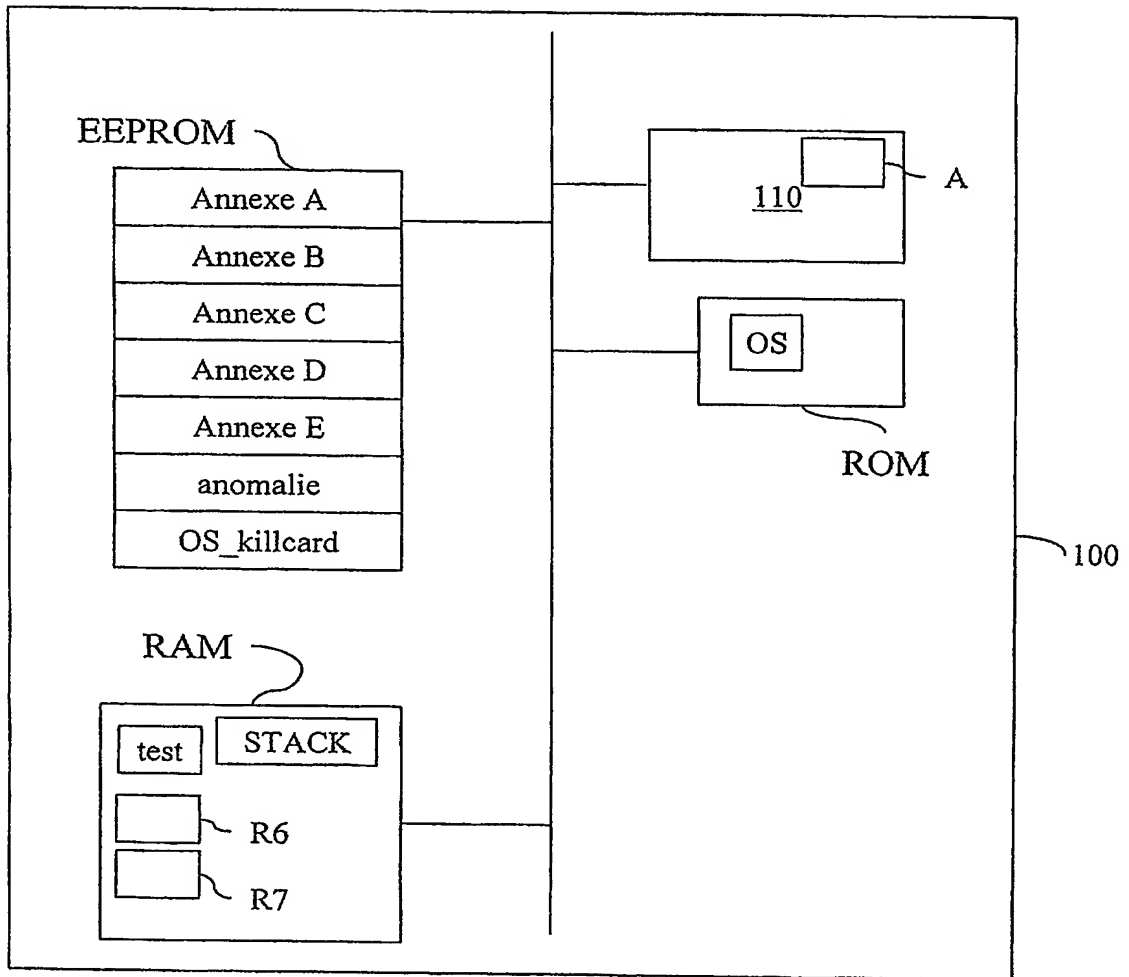 EEPROM
Annexe A
Annexe B
Annexe C
Annexe D
Annexe E
anomalie
OS_killcard
110
A
OS
ROM
100
RAM
test
STACK
R6
R7